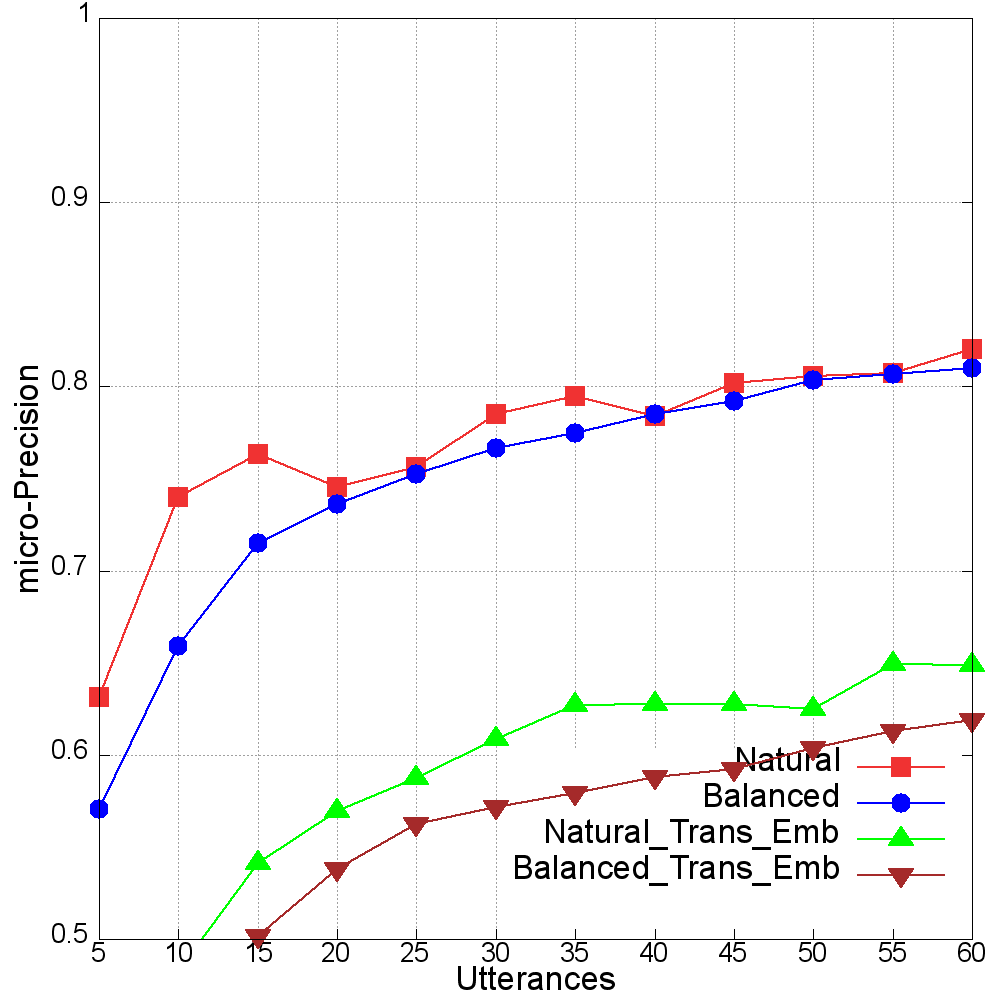 1
0.9
0.8
0.7
0.6
0.5
micro-Precision
Natural
Balanced
Natural_Trans_Emb
Balanced_Trans_Emb
5 10 15 20 25 30 35 40 45 50 55 60
Utterances